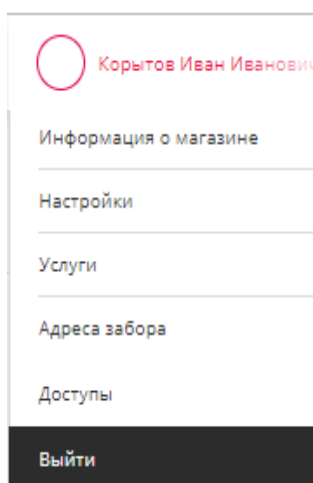 Корытов Иван Иванович
Информация о магазине
Настройки
Услуги
Адреса забора
Доступы
Выйти